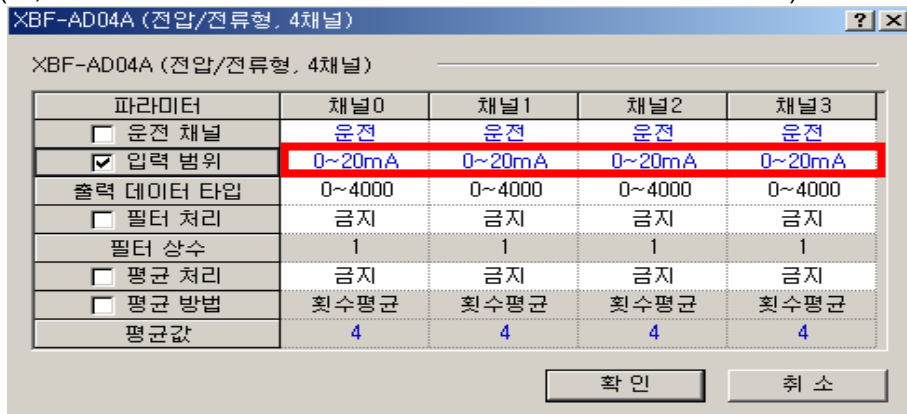 XBF-AD04A (전압/전류형, 4채널)
XBF-AD04A (전압/전류형, 4채널)
파라미터 채널0 채널1 채널2 채널3
운전 채널 운전 운전 운전 운전
입력 범위 0~20mA 0~20mA 0~20mA 0~20mA
출력 데이터 타입 0~4000 0~4000 0~4000 0~4000
필터 처리 금지 금지 금지 금지
필터 상수 1 1 1 1
평균 처리 금지 금지 금지 금지
평균 방법 횟수평균 횟수평균 횟수평균 횟수평균
평균값 4 4 4 4
확인 취소